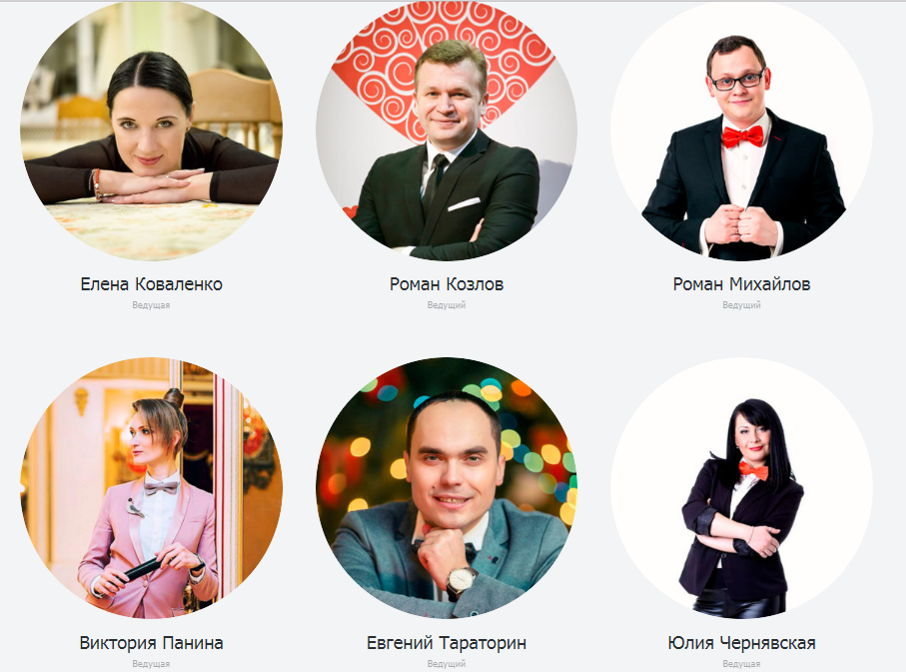 Елена Коваленко
Ведущая
Роман Козлов
Ведущий
Роман Михайлов
Ведущий
Виктория Панина
Ведущая
Евгений Тараторин
Ведущий
Юлия Чернявская
Ведущая